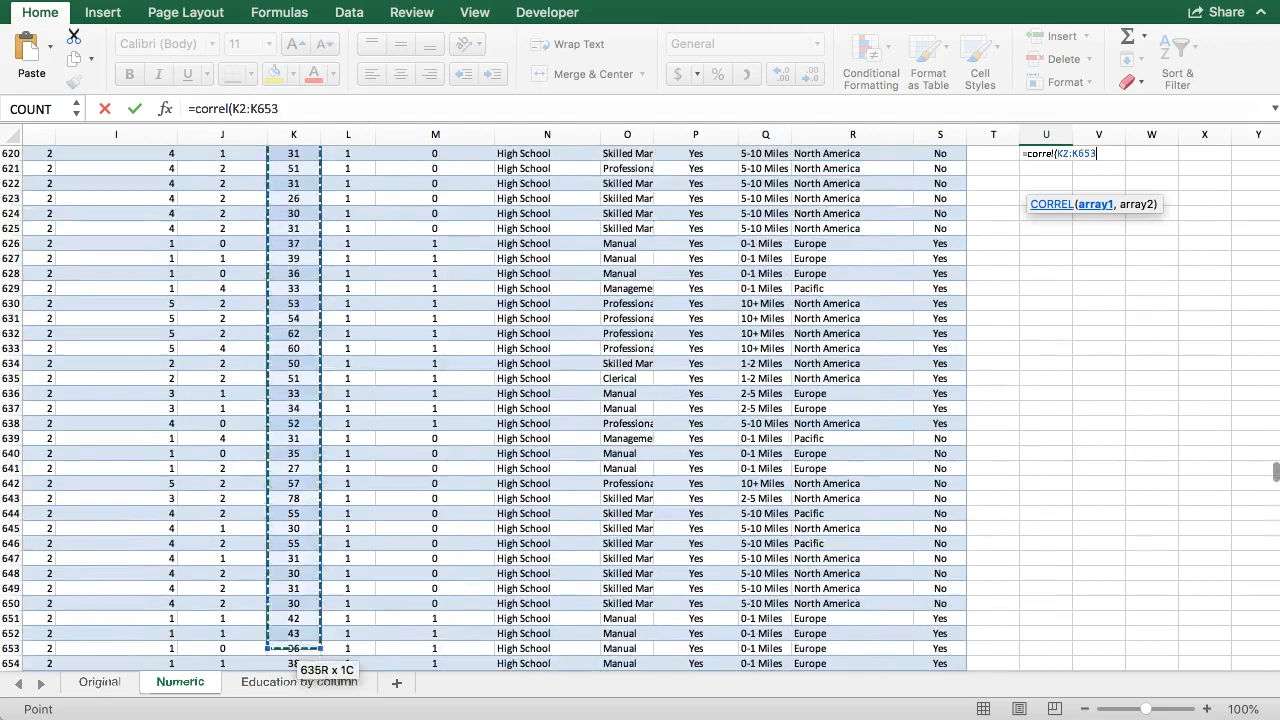 Home Insert Page Layout Formulas Data Review View Developer Share
Calibri (Body) 11 A A Wrap Text General Insert Σ
Paste B I U A Merge & Center $ % Conditional Formatting Format as Table Cell Styles Delete Format Sort & Filter
COUNT fx =correl(K2:K653
I J K L M N O P Q R S T U V W X Y
620 2 4 1 31 1 0 High School Skilled Mar Yes 5-10 Miles North America No =correl(K2:K653
621 2 4 2 51 1 0 High School Professiona Yes 5-10 Miles North America No
622 2 4 2 31 1 0 High School Skilled Mar Yes 5-10 Miles North America No
623 2 4 2 26 1 0 High School Skilled Mar Yes 5-10 Miles North America No CORREL(array1, array2)
624 2 4 2 30 1 0 High School Skilled Mar Yes 5-10 Miles North America No
625 2 4 2 31 1 0 High School Skilled Mar Yes 5-10 Miles North America No
626 2 1 0 37 1 1 High School Manual Yes 0-1 Miles Europe Yes
627 2 1 1 39 1 1 High School Manual Yes 0-1 Miles Europe Yes
628 2 1 0 36 1 1 High School Manual Yes 0-1 Miles Europe Yes
629 2 1 4 33 1 1 High School Manageme Yes 0-1 Miles Pacific Yes
630 2 5 2 53 1 1 High School Professiona Yes 10+ Miles North America Yes
631 2 5 2 54 1 1 High School Professiona Yes 10+ Miles North America Yes
632 2 5 2 62 1 1 High School Professiona Yes 10+ Miles North America Yes
633 2 5 4 60 1 1 High School Professiona Yes 10+ Miles North America Yes
634 2 2 2 50 1 1 High School Skilled Mar Yes 1-2 Miles North America Yes
635 2 2 2 51 1 1 High School Clerical Yes 1-2 Miles North America Yes
636 2 3 1 33 1 1 High School Manual Yes 2-5 Miles Europe Yes
637 2 3 1 34 1 1 High School Manual Yes 2-5 Miles Europe Yes
638 2 4 0 52 1 1 High School Professiona Yes 5-10 Miles North America Yes
639 2 1 4 31 1 0 High School Manageme Yes 0-1 Miles Pacific No
640 2 1 0 35 1 0 High School Manual Yes 0-1 Miles Europe No
641 2 1 2 27 1 0 High School Manual Yes 0-1 Miles Europe No
642 2 5 2 57 1 0 High School Professiona Yes 10+ Miles North America No
643 2 3 2 78 1 0 High School Skilled Mar Yes 2-5 Miles North America No
644 2 4 2 55 1 0 High School Skilled Mar Yes 5-10 Miles Pacific No
645 2 4 1 30 1 0 High School Skilled Mar Yes 5-10 Miles North America No
646 2 4 2 55 1 0 High School Skilled Mar Yes 5-10 Miles Pacific No
647 2 4 1 31 1 0 High School Skilled Mar Yes 5-10 Miles North America No
648 2 4 2 30 1 0 High School Skilled Mar Yes 5-10 Miles North America No
649 2 4 2 31 1 0 High School Skilled Mar Yes 5-10 Miles North America No
650 2 4 2 30 1 0 High School Skilled Mar Yes 5-10 Miles North America No
651 2 1 1 42 1 1 High School Manual Yes 0-1 Miles Europe Yes
652 2 1 1 43 1 1 High School Manual Yes 0-1 Miles Europe Yes
653 2 1 0 36 1 1 High School Manual Yes 0-1 Miles Europe Yes
654 2 1 1 38 1 1 High School Manual Yes 0-1 Miles Europe Yes
635R x 1C
Original Numeric Education by column +
Point 100%